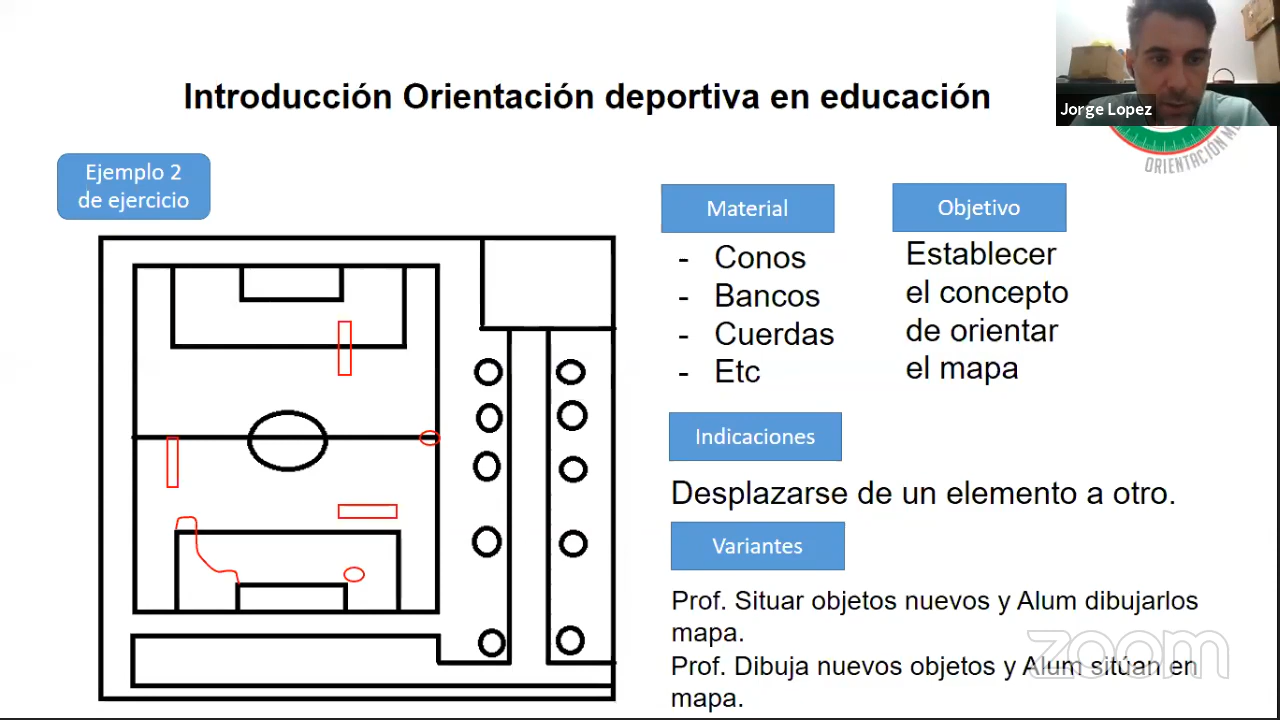 Introducción Orientación deportiva en educación
Jorge Lopez
ORIENTACIÓN
Ejemplo 2
de ejercicio
Material
- Conos
- Bancos
- Cuerdas
- Etc
Objetivo
Establecer
el concepto
de orientar
el mapa
Indicaciones
Desplazarse de un elemento a otro.
Variantes
Prof. Situar objetos nuevos y Alum dibujarlos
mapa.
Prof. Dibuja nuevos objetos y Alum sitúan en
mapa.
zoom